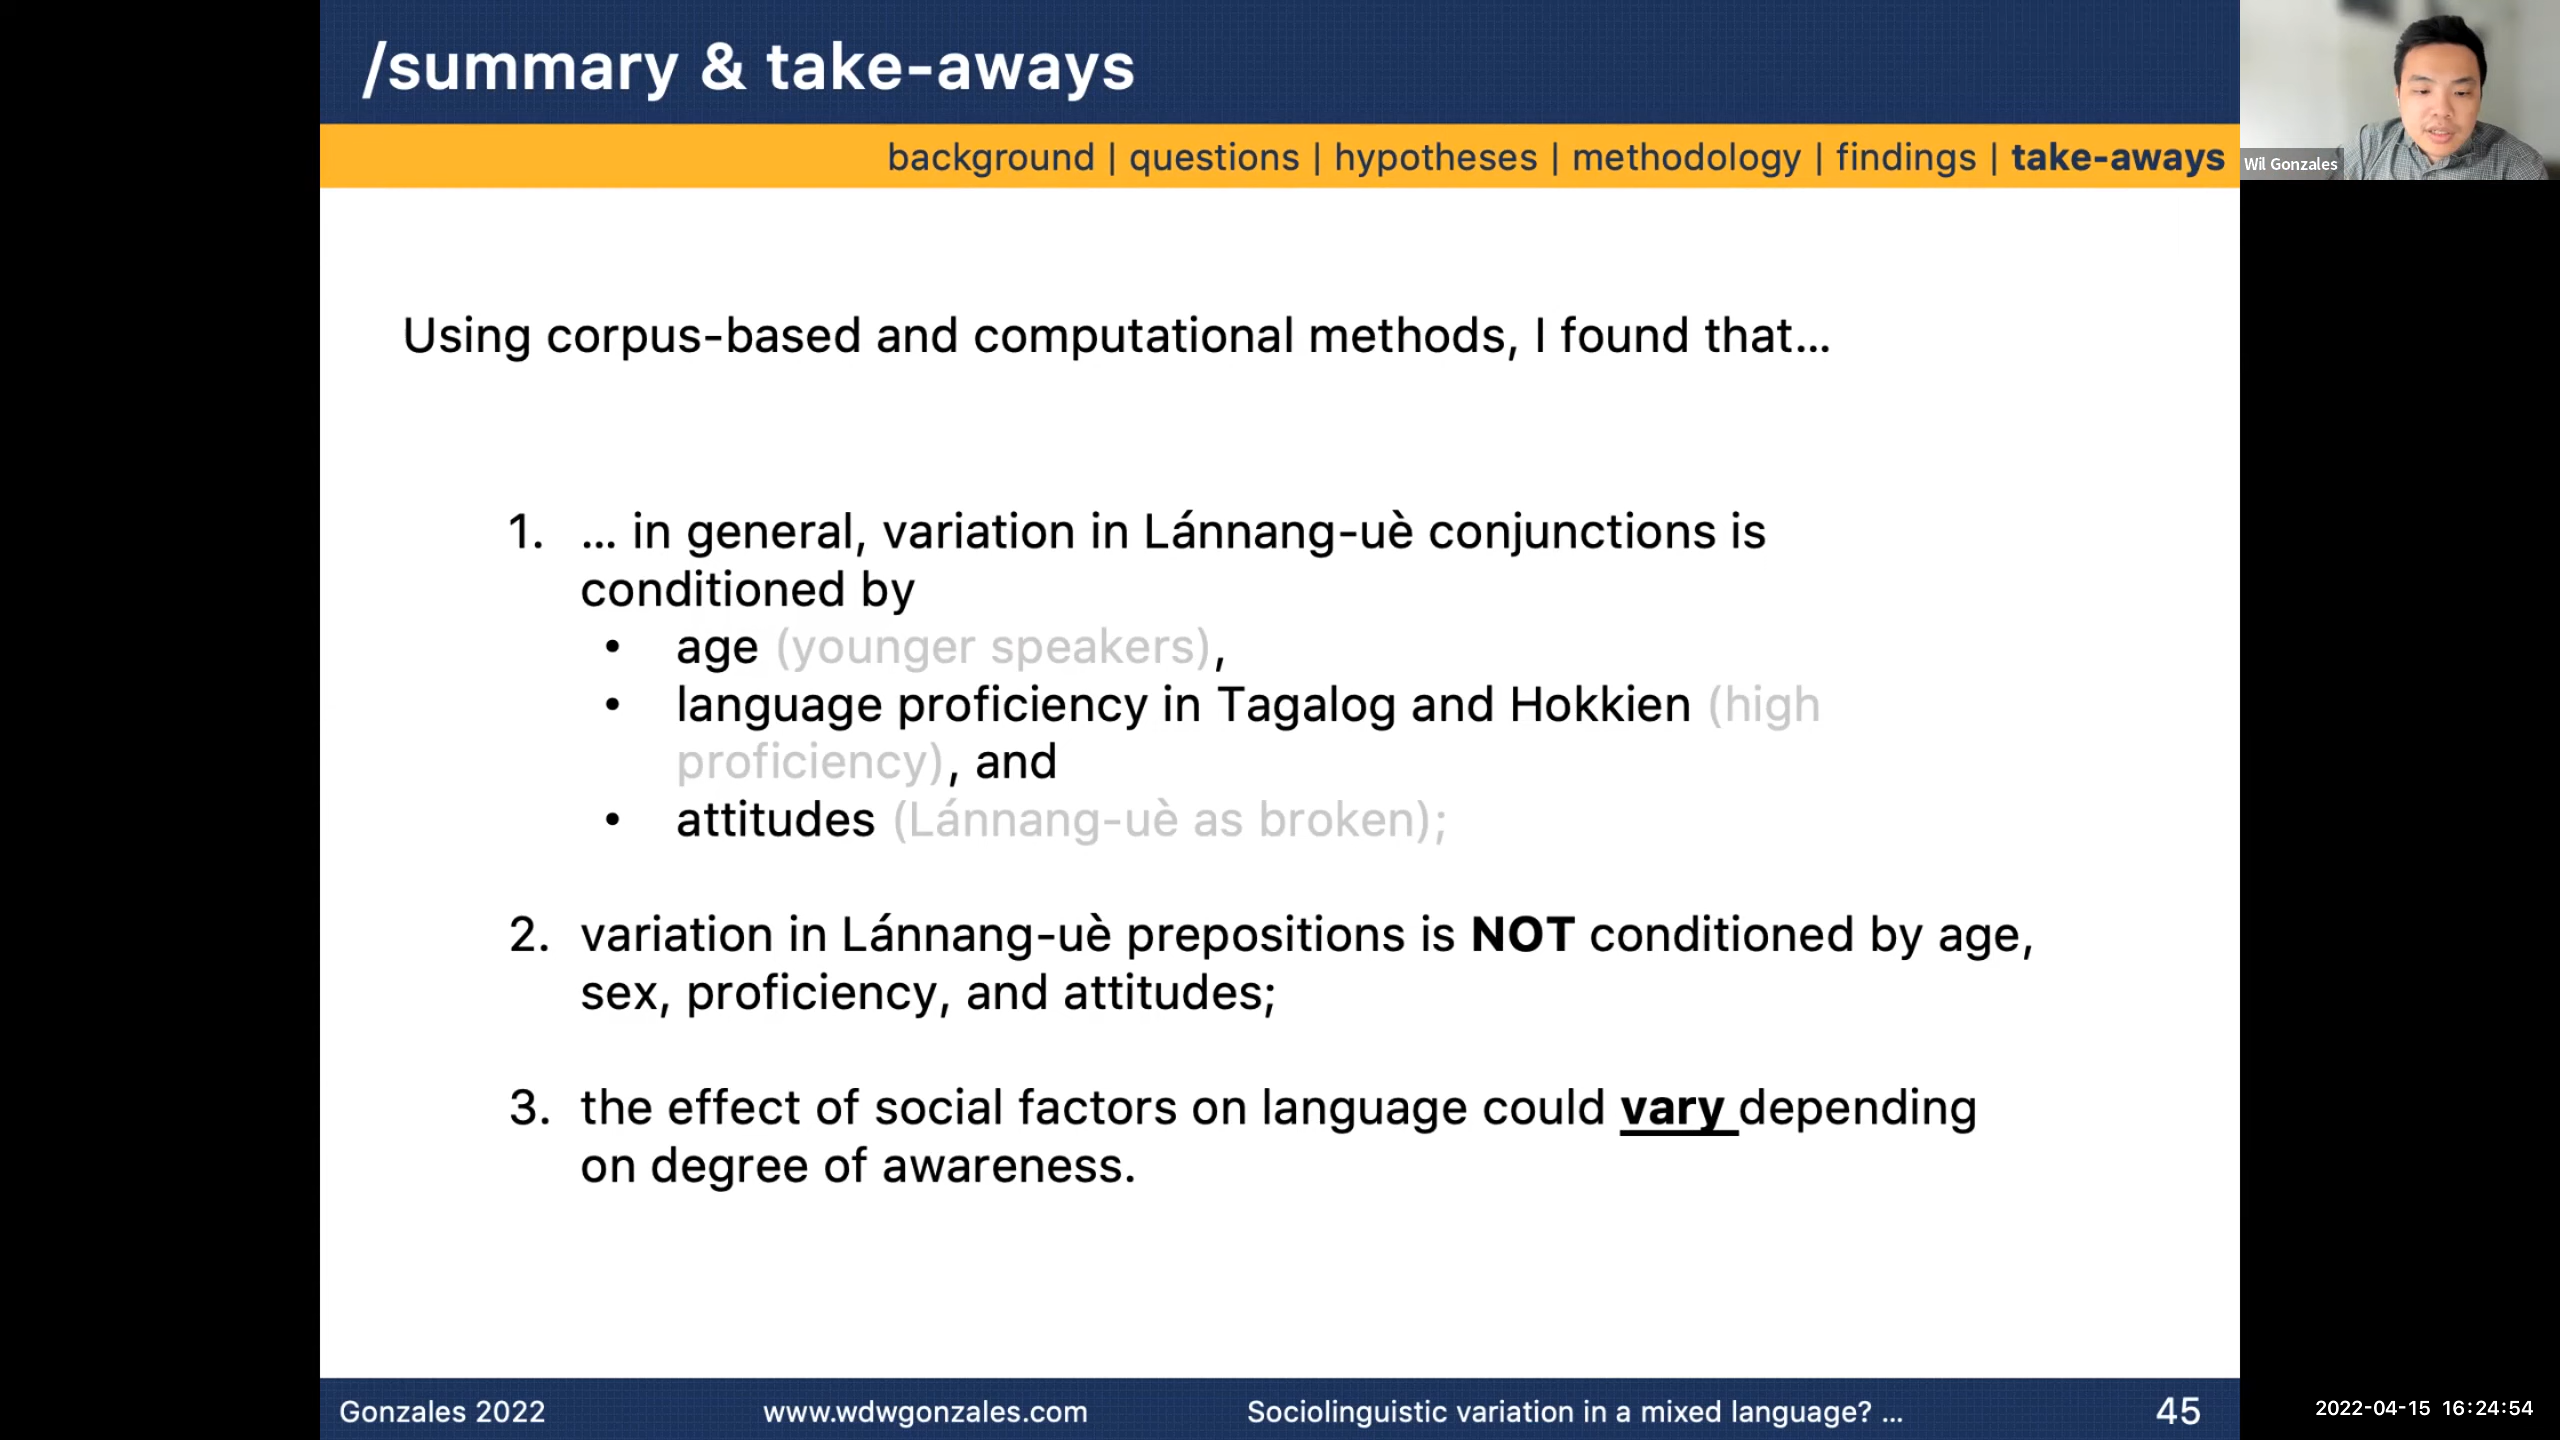 /summary & take-aways
background | questions | hypotheses | methodology | findings | take-aways
Wil Gonzales
Using corpus-based and computational methods, I found that...
1. ... in general, variation in Lánnang-uè conjunctions is
conditioned by
• age (younger speakers),
• language proficiency in Tagalog and Hokkien (high
proficiency), and
• attitudes (Lánnang-uè as broken);
2. variation in Lánnang-uè prepositions is NOT conditioned by age,
sex, proficiency, and attitudes;
3. the effect of social factors on language could vary depending
on degree of awareness.
Gonzales 2022 www.wdwgonzales.com Sociolinguistic variation in a mixed language? ... 45
2022-04-15 16:24:54